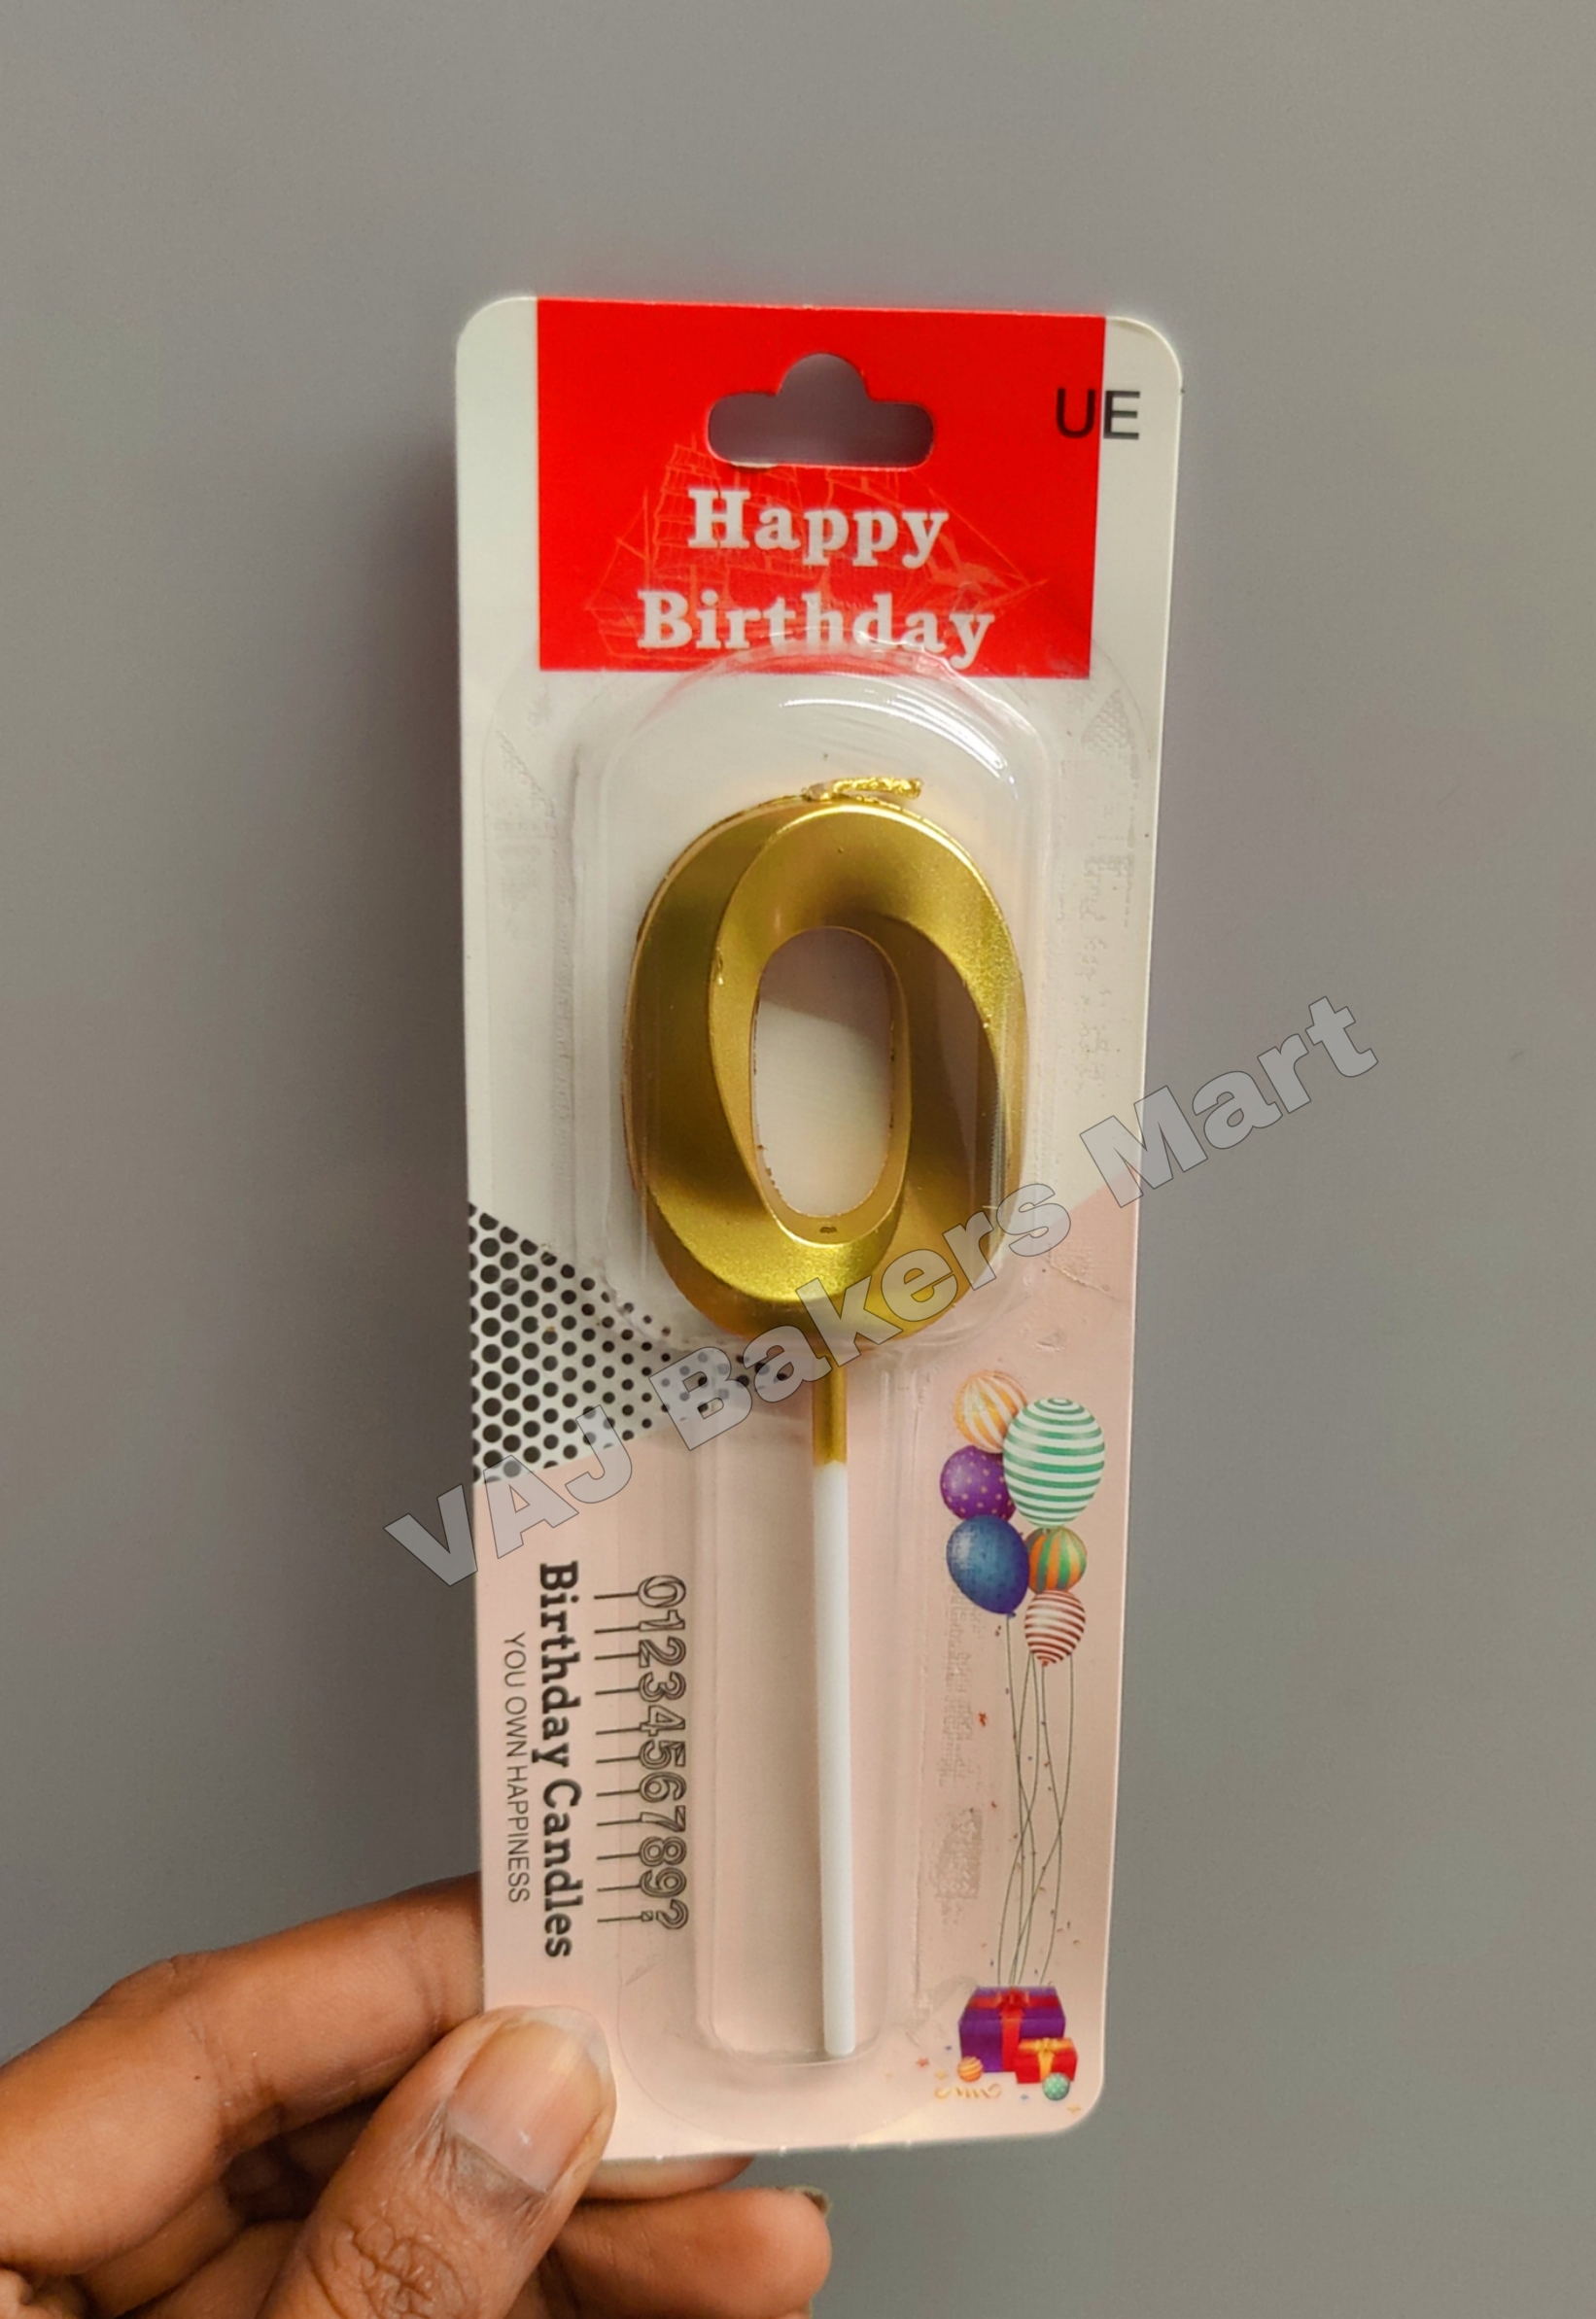 UE
Happy
Birthday
VAJ Bakers Mart
0123456789?
Birthday Candles
YOU OWN HAPPINESS